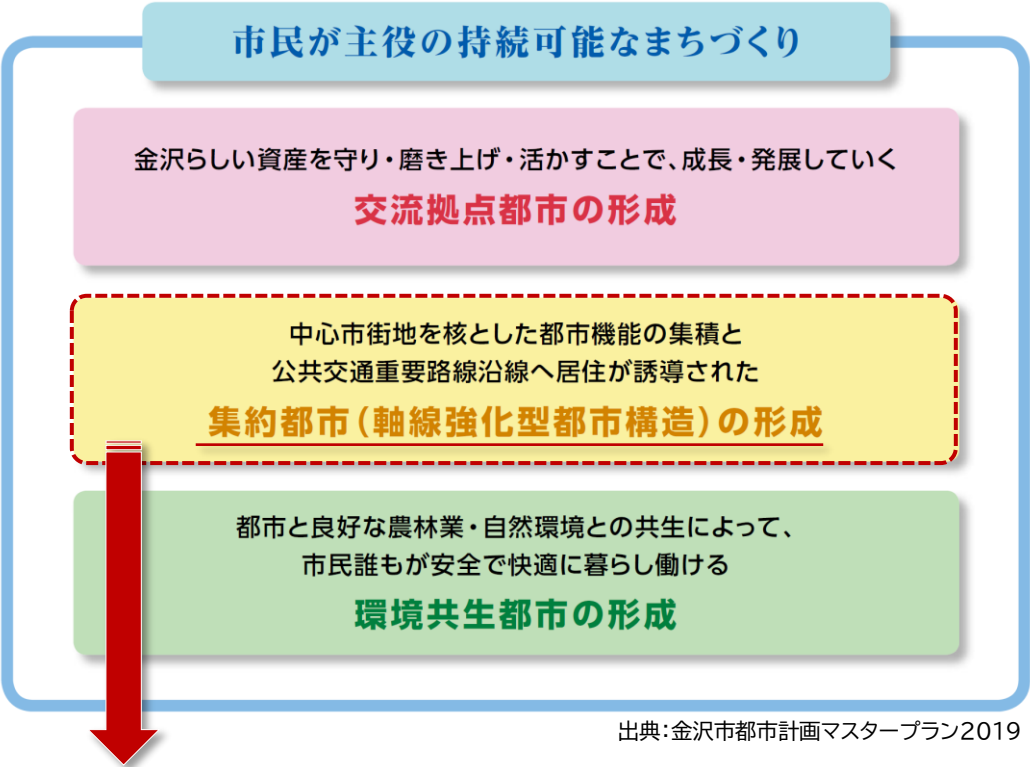 市民が主役の持続可能なまちづくり
金沢らしい資産を守り・磨き上げ・活かすことで、成長・発展していく
交流拠点都市の形成
中心市街地を核とした都市機能の集積と
公共交通重要路線沿線へ居住が誘導された
集約都市（軸線強化型都市構造）の形成
都市と良好な農林業・自然環境との共生によって、
市民誰もが安全で快適に暮らし働ける
環境共生都市の形成
出典：金沢市都市計画マスタープラン2019